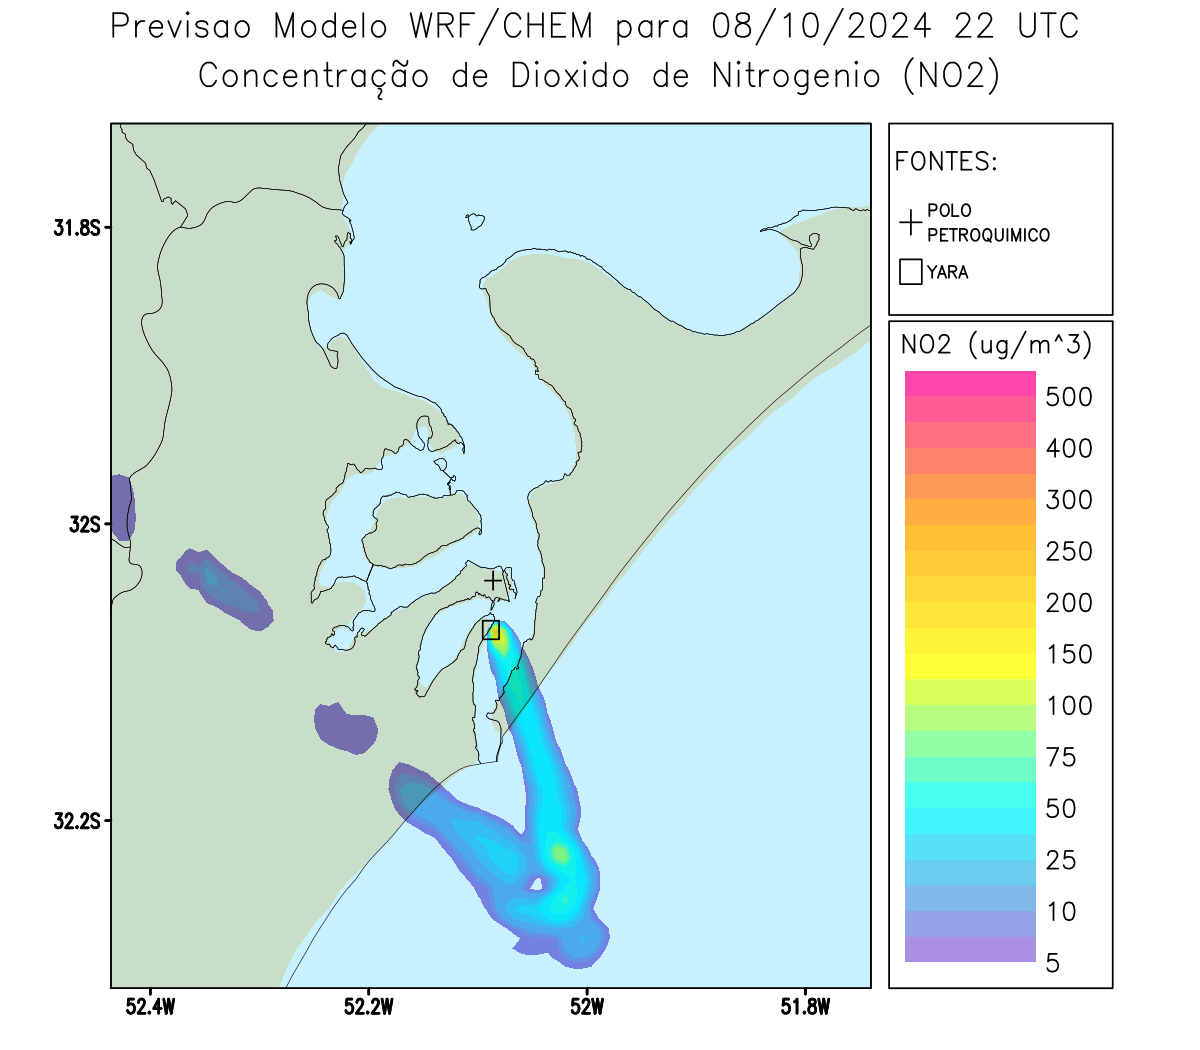 Previsao Modelo WRF/CHEM para 08/10/2024 22 UTC
Concentração de Dioxido de Nitrogenio (NO2)
FONTES:
POLO
PETROQUIMICO
YARA
31.8S
32S
32.2S
52.4W
52.2W
52W
51.8W
NO2 (ug/m^3)
500
400
300
250
200
150
100
75
50
25
10
5